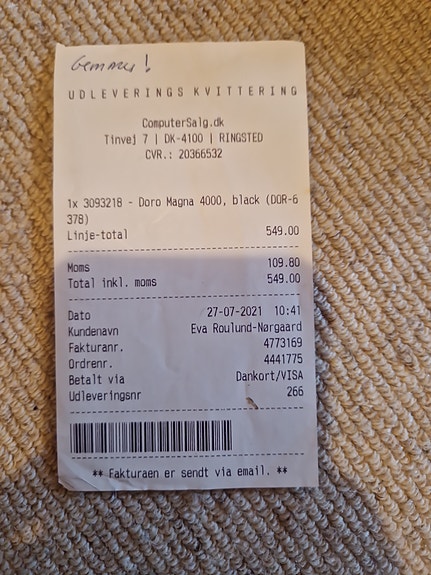 Gemmes!
UDLEVERINGS KVITTERING
ComputerSalg.dk
Tinvej 7 | DK-4100 | RINGSTED
CVR.: 20366532
1x 3093218 - Doro Magna 4000, black (DOR-6
378)
Linje-total 549.00
Moms 109.80
Total inkl. moms 549.00
Dato 27-07-2021 10:41
Kundenavn Eva Roulund-Nørgaard
Fakturanr. 4773169
Ordrenr. 4441775
Betalt via Dankort/VISA
Udleveringsnr 266
** Fakturaen er sendt via email. **